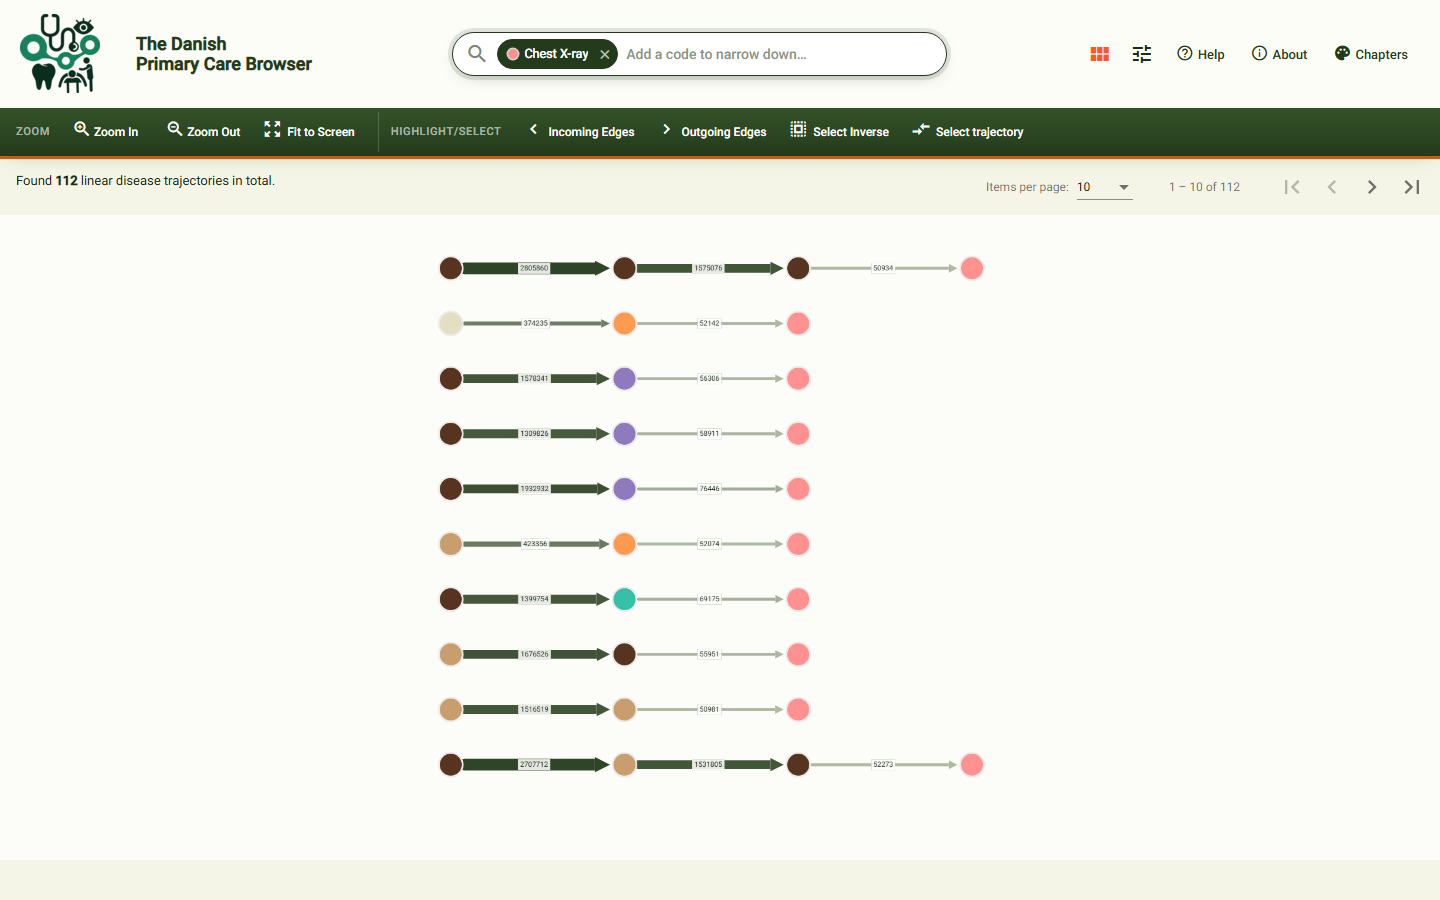 The Danish
Primary Care Browser
Chest X-ray
Add a code to narrow down...
Help
About
Chapters
ZOOM
Zoom In
Zoom Out
Fit to Screen
HIGHLIGHT/SELECT
Incoming Edges
Outgoing Edges
Select Inverse
Select trajectory
Found 112 linear disease trajectories in total.
Items per page: 10
1 – 10 of 112
2805860 1575076 50934
374235 52142
1578341 56306
1309826 58911
1932932 76446
423356 52074
1399754 69175
1676526 55951
1516519 50981
2707712 1531805 52273